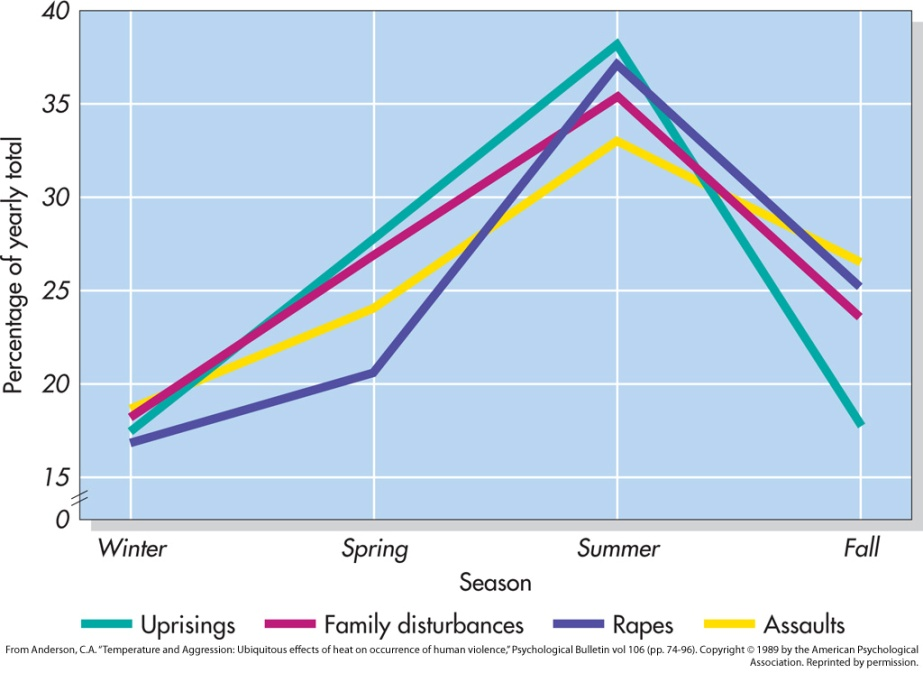 40
35
30
25
20
15
0
Percentage of yearly total
Winter Spring Summer Fall
Season
Uprisings Family disturbances Rapes Assaults
From Anderson, C.A. "Temperature and Aggression: Ubiquitous effects of heat on occurrence of human violence," Psychological Bulletin vol 106 (pp. 74-96). Copyright © 1989 by the American Psychological
Association. Reprinted by permission.